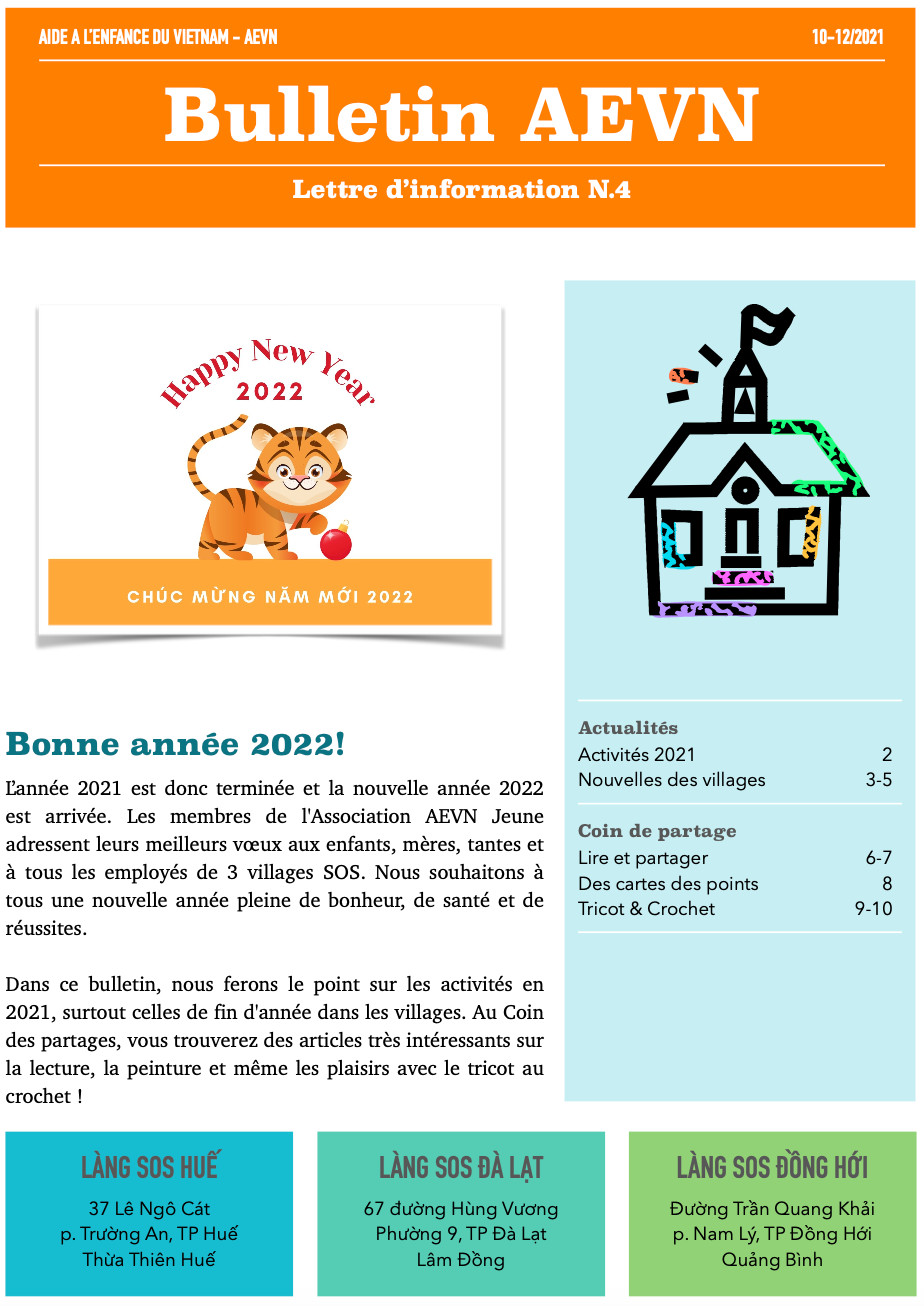 AIDE A L'ENFANCE DU VIETNAM - AEVN
10-12/2021
Bulletin AEVN
Lettre d'information N.4
Happy New Year
2022
CHÚC MỪNG NĂM MỚI 2022
Bonne année 2022!
L'année 2021 est donc terminée et la nouvelle année 2022
est arrivée. Les membres de l'Association AEVN Jeune
adressent leurs meilleurs vœux aux enfants, mères, tantes et
à tous les employés de 3 villages SOS. Nous souhaitons à
tous une nouvelle année pleine de bonheur, de santé et de
réussites.
Dans ce bulletin, nous ferons le point sur les activités en
2021, surtout celles de fin d'année dans les villages. Au Coin
des partages, vous trouverez des articles très intéressants sur
la lecture, la peinture et même les plaisirs avec le tricot au
crochet !
Actualités
Activités 2021 2
Nouvelles des villages 3-5
Coin de partage
Lire et partager 6-7
Des cartes des points 8
Tricot & Crochet 9-10
LÀNG SOS HUẾ
37 Lê Ngô Cát
p. Trường An, TP Huế
Thừa Thiên Huế
LÀNG SOS ĐÀ LẠT
67 đường Hùng Vương
Phường 9, TP Đà Lạt
Lâm Đồng
LÀNG SOS ĐỒNG HỚI
Đường Trần Quang Khải
p. Nam Lý, TP Đồng Hới
Quảng Bình